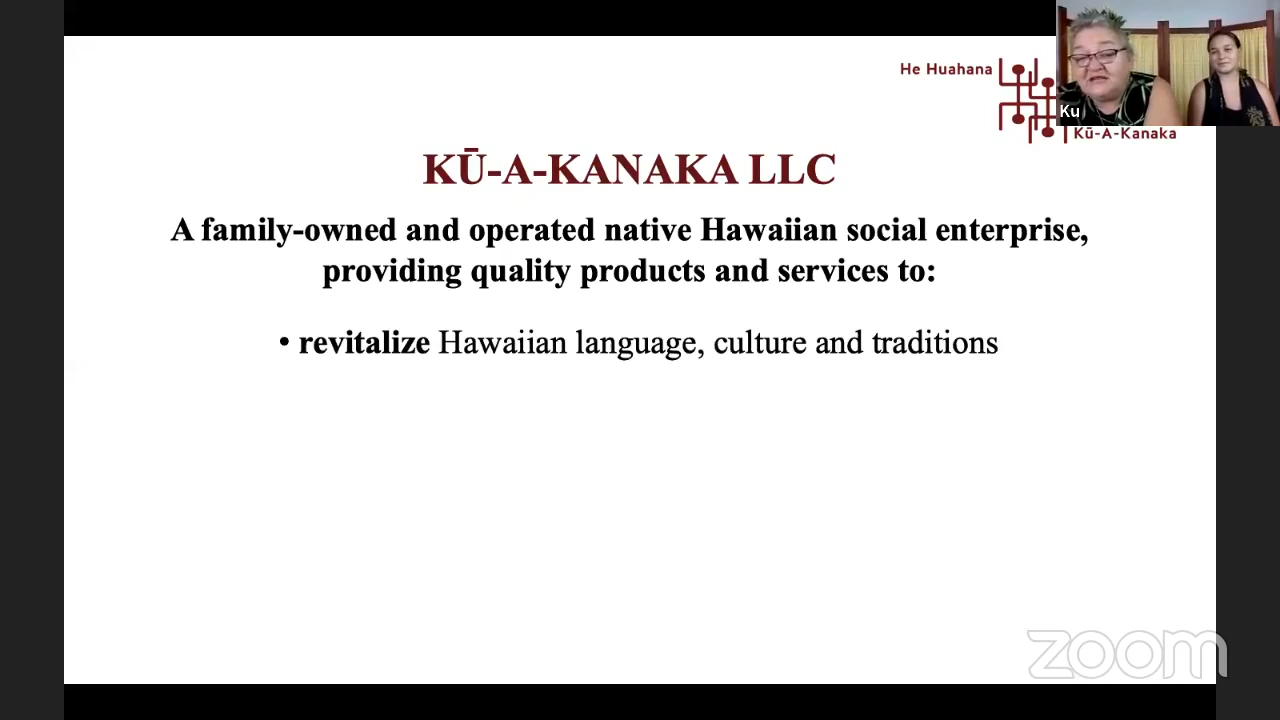 He Huahana
Ku
Kū-A-Kanaka
KŪ-A-KANAKA LLC
A family-owned and operated native Hawaiian social enterprise,
providing quality products and services to:
• revitalize Hawaiian language, culture and traditions
zoom